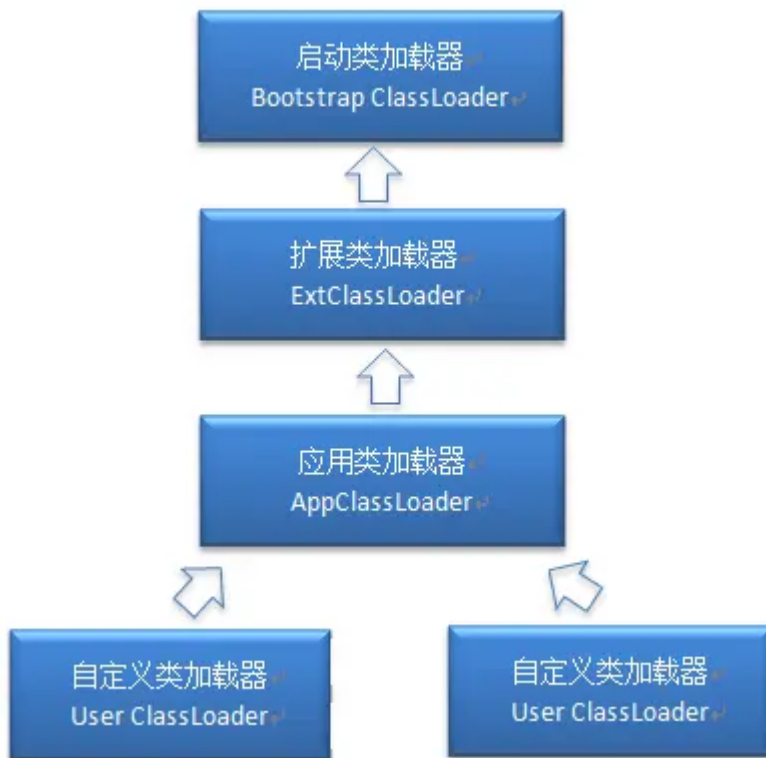 启动类加载器
Bootstrap ClassLoader
扩展类加载器
ExtClassLoader
应用类加载器
AppClassLoader
自定义类加载器
User ClassLoader
自定义类加载器
User ClassLoader